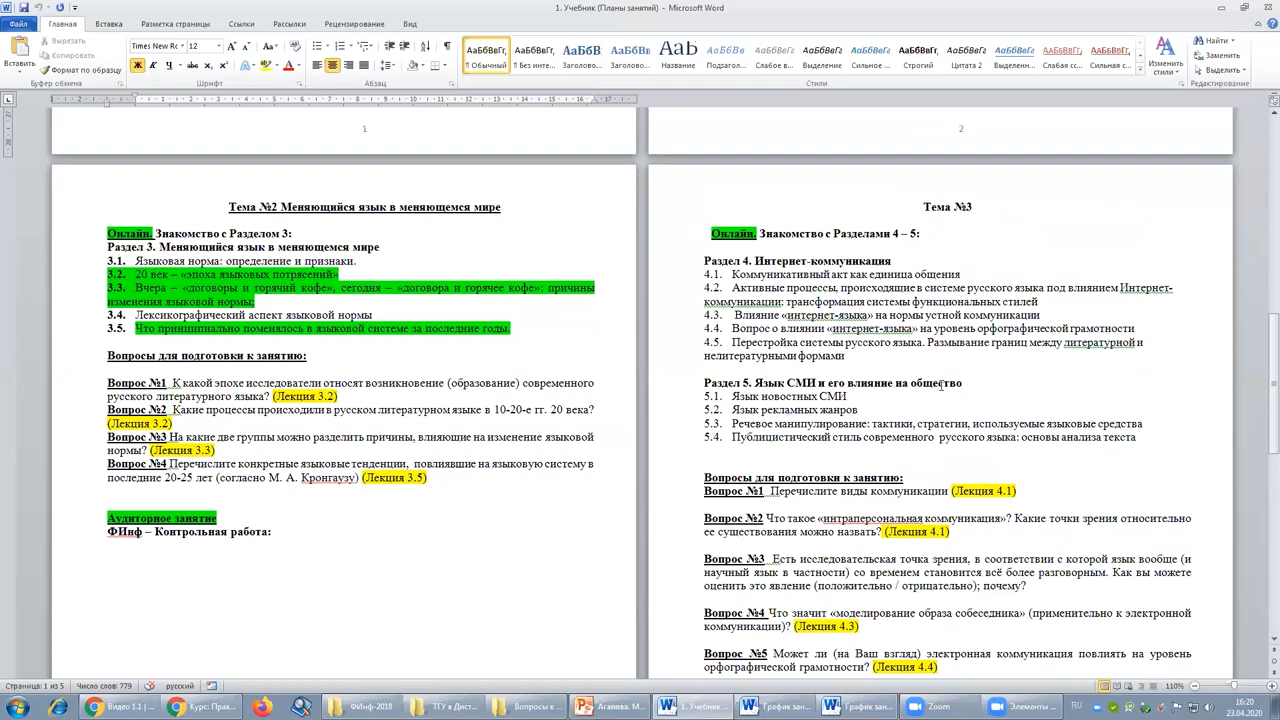 1. Учебник (Планы занятий) - Microsoft Word
Файл
Главная
Вставка
Разметка страницы
Ссылки
Рассылки
Рецензирование
Вид
Вставить
Вырезать
Копировать
Формат по образцу
Буфер обмена
Times New Ro
12
Шрифт
Абзац
¶ Обычный
¶ Без инте...
Заголово...
Заголово...
Название
Подзагол...
Слабое в...
Выделение
Сильное ...
Строгий
Цитата 2
Выделенн...
Слабая сс...
Сильная с...
Изменить стили
Стили
Найти
Заменить
Выделить
Редактирование
1
2
Тема №2 Меняющийся язык в меняющемся мире
Онлайн. Знакомство с Разделом 3:
Раздел 3. Меняющийся язык в меняющемся мире
3.1. Языковая норма: определение и признаки.
3.2. 20 век – «эпоха языковых потрясений»
3.3. Вчера – «договоры и горячий кофе», сегодня – «договора и горячее кофе»: причины
изменения языковой нормы;
3.4. Лексикографический аспект языковой нормы
3.5. Что принципиально поменялось в языковой системе за последние годы.
Вопросы для подготовки к занятию:
Вопрос №1 К какой эпохе исследователи относят возникновение (образование) современного
русского литературного языка? (Лекция 3.2)
Вопрос №2 Какие процессы происходили в русском литературном языке в 10-20-е гг. 20 века?
(Лекция 3.2)
Вопрос №3 На какие две группы можно разделить причины, влияющие на изменение языковой
нормы? (Лекция 3.3)
Вопрос №4 Перечислите конкретные языковые тенденции, повлиявшие на языковую систему в
последние 20-25 лет (согласно М. А. Кронгаузу) (Лекция 3.5)
Аудиторное занятие
ФИнф – Контрольная работа:
Тема №3
Онлайн. Знакомство с Разделами 4 – 5:
Раздел 4. Интернет-коммуникация
4.1. Коммуникативный акт как единица общения
4.2. Активные процессы, происходящие в системе русского языка под влиянием Интернет-
коммуникации: трансформация системы функциональных стилей
4.3 Влияние «интернет-языка» на нормы устной коммуникации
4.4. Вопрос о влиянии «интернет-языка» на уровень орфографической грамотности
4.5. Перестройка системы русского языка. Размывание границ между литературной и
нелитературными формами
Раздел 5. Язык СМИ и его влияние на общество
5.1. Язык новостных СМИ
5.2. Язык рекламных жанров
5.3. Речевое манипулирование: тактики, стратегии, используемые языковые средства
5.4. Публицистический стиль современного русского языка: основы анализа текста
Вопросы для подготовки к занятию:
Вопрос №1 Перечислите виды коммуникации (Лекция 4.1)
Вопрос №2 Что такое «интраперсональная коммуникация»? Какие точки зрения относительно
ее существования можно назвать? (Лекция 4.1)
Вопрос №3 Есть исследовательская точка зрения, в соответствии с которой язык вообще (и
научный язык в частности) со временем становится всё более разговорным. Как вы можете
оценить это явление (положительно / отрицательно); почему?
Вопрос №4 Что значит «моделирование образа собеседника» (применительно к электронной
коммуникации)? (Лекция 4.3)
Вопрос №5 Может ли (на Ваш взгляд) электронная коммуникация повлиять на уровень
орфографической грамотности? (Лекция 4.4)
Страница: 1 из 5
Число слов: 779
русский
110%
Видео 1.1 |
Курс: Прак...
ФИнф-2018
ТГУ в Дист...
Вопросы к ...
Агапова. М...
1. Учебник ...
График зан...
График зан...
Zoom
Элементы ...
RU
16:20
23.04.2020